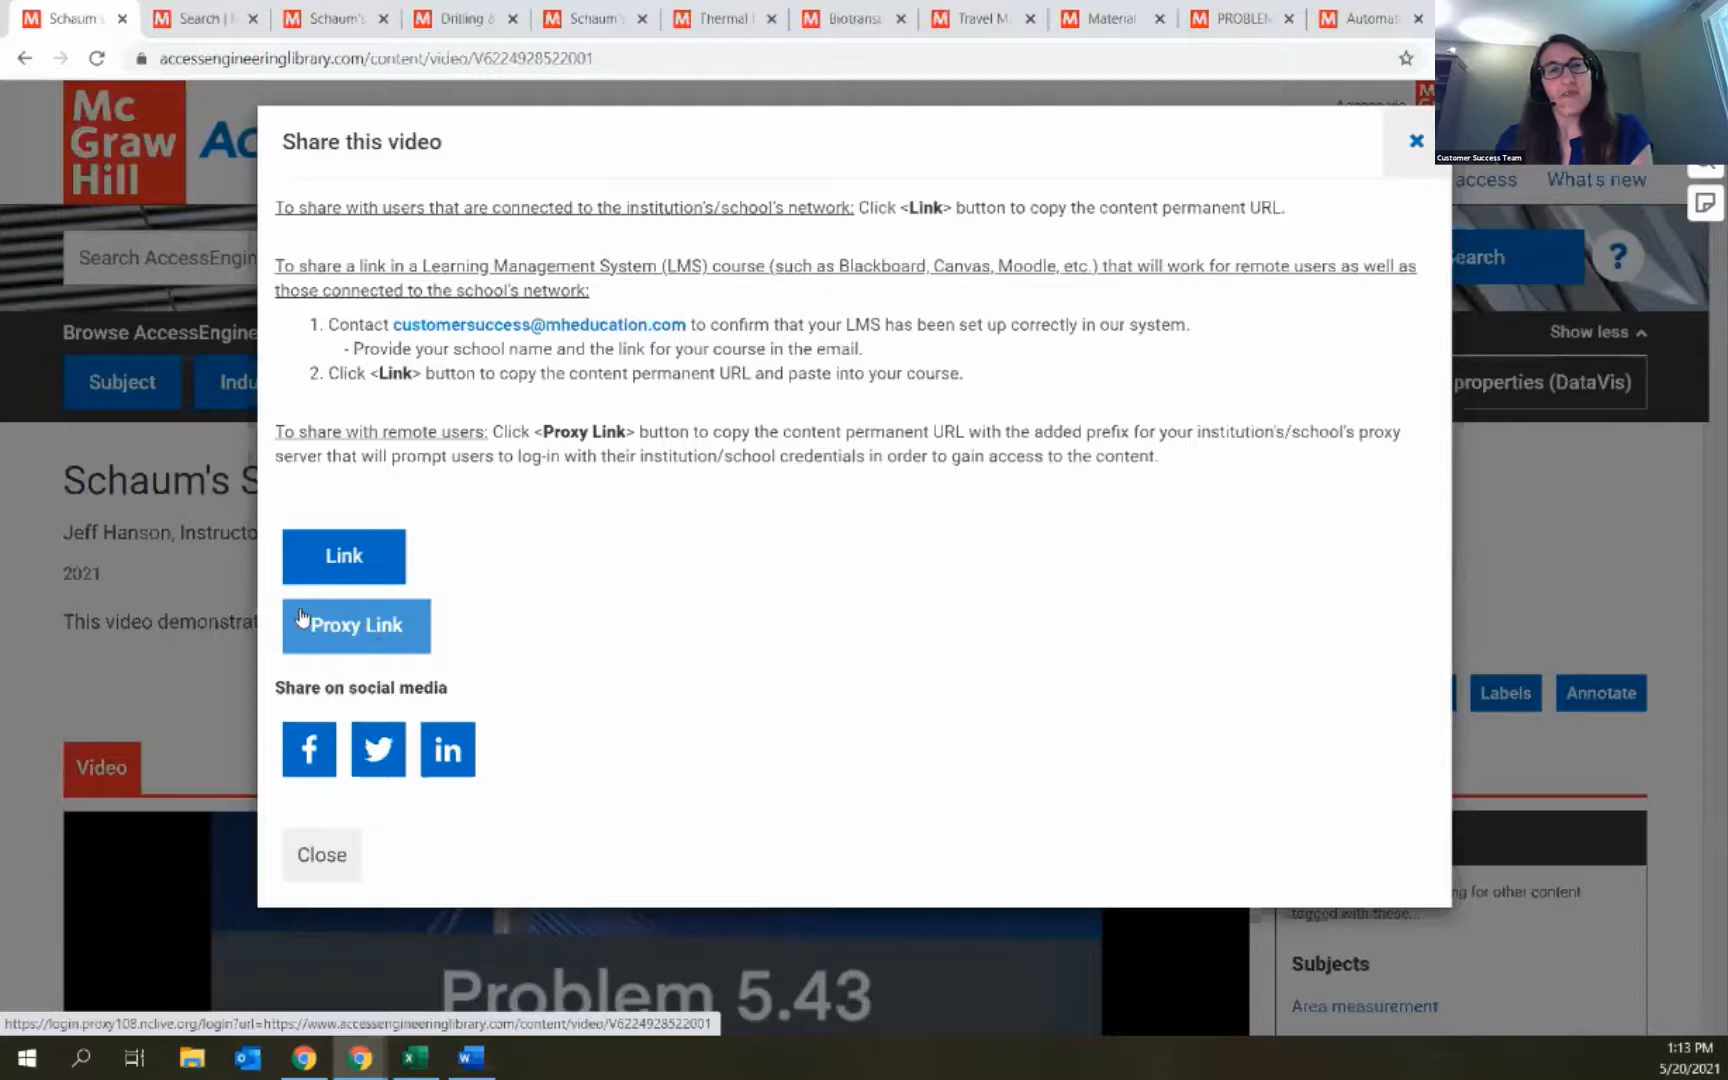 Schaum's
Search |
Schaum's
Drilling &
Schaum's
Thermal
Biotrans
Travel M
Material
PROBLEM
Automat
accessengineeringlibrary.com/content/video/V6224928522001
Customer Success Team
Mc
Graw
Hill
Ac
access
What's new
Share this video
To share with users that are connected to the institution's/school's network: Click <Link> button to copy the content permanent URL.
Search AccessEngin
earch
?
To share a link in a Learning Management System (LMS) course (such as Blackboard, Canvas, Moodle, etc.) that will work for remote users as well as
those connected to the school's network:
1. Contact customersuccess@mheducation.com to confirm that your LMS has been set up correctly in our system.
- Provide your school name and the link for your course in the email.
2. Click <Link> button to copy the content permanent URL and paste into your course.
Browse AccessEngine
Show less
Subject
Indu
properties (DataVis)
To share with remote users: Click <Proxy Link> button to copy the content permanent URL with the added prefix for your institution's/school's proxy
server that will prompt users to log-in with their institution/school credentials in order to gain access to the content.
Schaum's S
Jeff Hanson, Instructo
2021
This video demonstrat
Link
Proxy Link
Share on social media
f
in
Close
Labels
Annotate
Video
ng for other content
tagged with these...
Subjects
Area measurement
Problem 5.43
https://login.proxy108.nclive.org/login?url=https://www.accessengineeringlibrary.com/content/video/V6224928522001
1:13 PM
5/20/2021